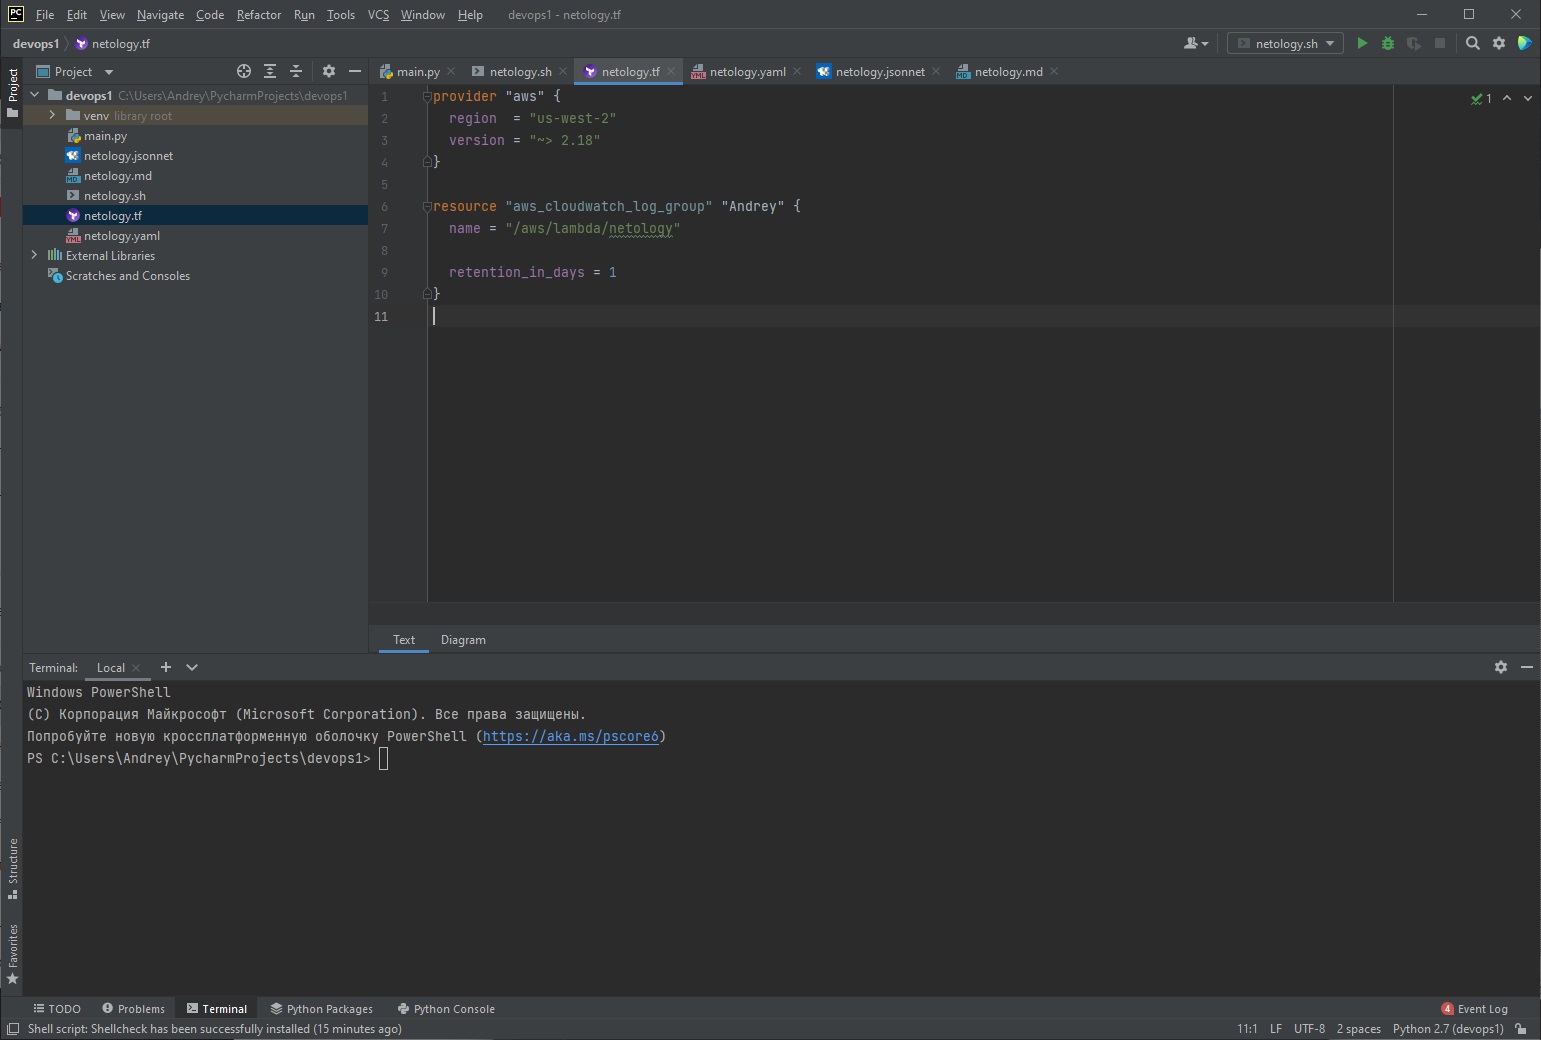 PC File Edit View Navigate Code Refactor Run Tools VCS Window Help devops1 - netology.tf
devops1 netology.tf netology.sh
Project main.py netology.sh netology.tf netology.yaml netology.jsonnet netology.md
Project
devops1 C:\Users\Andrey\PycharmProjects\devops1
venv library root
main.py
netology.jsonnet
netology.md
netology.sh
netology.tf
netology.yaml
External Libraries
Scratches and Consoles
1 provider "aws" {
2 region = "us-west-2"
3 version = "~> 2.18"
4 }
5
6 resource "aws_cloudwatch_log_group" "Andrey" {
7 name = "/aws/lambda/netology"
8
9 retention_in_days = 1
10 }
11
1
Text Diagram
Terminal: Local
Windows PowerShell
(C) Корпорация Майкрософт (Microsoft Corporation). Все права защищены.
Попробуйте новую кроссплатформенную оболочку PowerShell (https://aka.ms/pscore6)
PS C:\Users\Andrey\PycharmProjects\devops1>
Structure
Favorites
TODO Problems Terminal Python Packages Python Console 4 Event Log
Shell script: Shellcheck has been successfully installed (15 minutes ago) 11:1 LF UTF-8 2 spaces Python 2.7 (devops1)